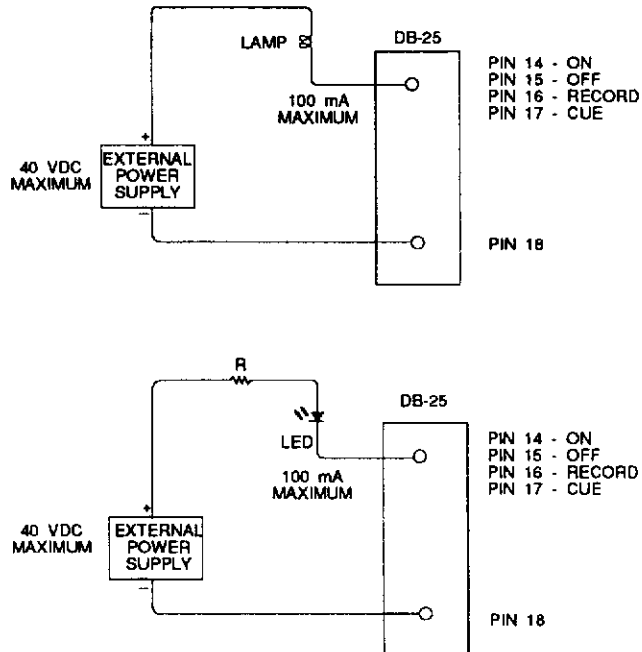 LAMP
DB-25
PIN 14 - ON
PIN 15 - OFF
PIN 16 - RECORD
PIN 17 - CUE
100 mA
MAXIMUM
+
40 VDC
MAXIMUM
EXTERNAL
POWER
SUPPLY
–
PIN 18
R
DB-25
LED
PIN 14 - ON
PIN 15 - OFF
PIN 16 - RECORD
PIN 17 - CUE
100 mA
MAXIMUM
+
40 VDC
MAXIMUM
EXTERNAL
POWER
SUPPLY
–
PIN 18